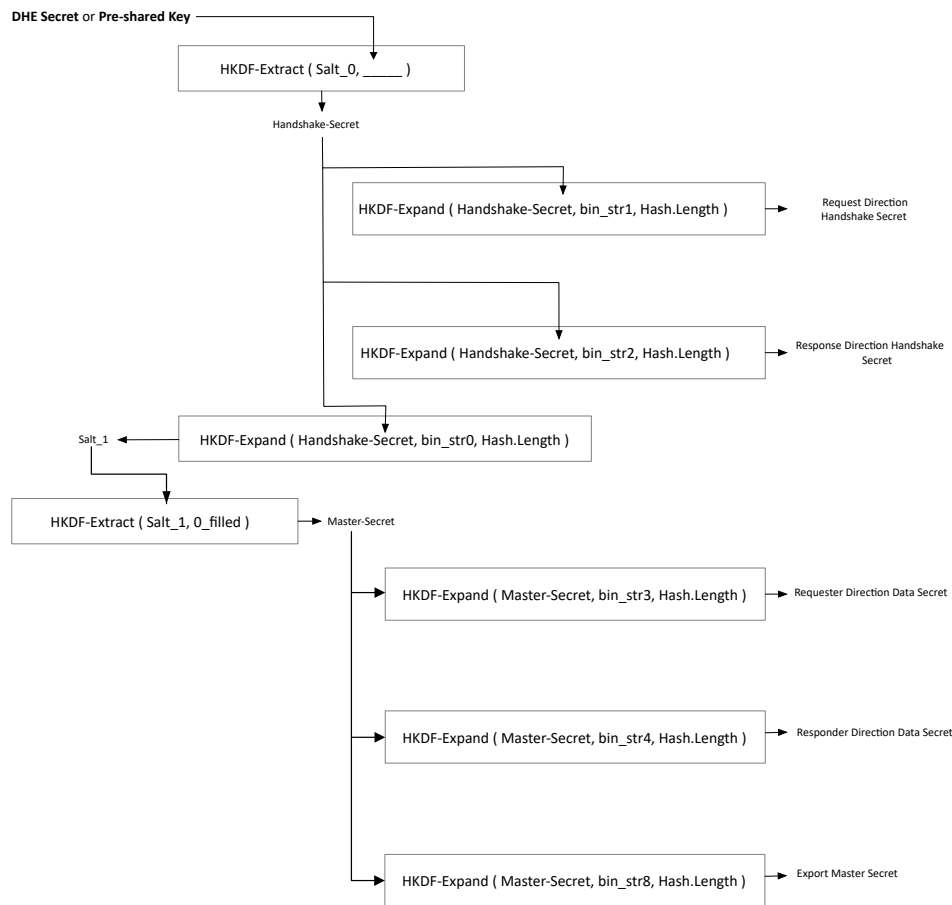 DHE Secret or Pre-shared Key
HKDF-Extract ( Salt_0, _____ )
Handshake-Secret
HKDF-Expand ( Handshake-Secret, bin_str1, Hash.Length )
Request Direction
Handshake Secret
HKDF-Expand ( Handshake-Secret, bin_str2, Hash.Length )
Response Direction Handshake
Secret
HKDF-Expand ( Handshake-Secret, bin_str0, Hash.Length )
Salt_1
HKDF-Extract ( Salt_1, 0_filled )
Master-Secret
HKDF-Expand ( Master-Secret, bin_str3, Hash.Length )
Requester Direction Data Secret
HKDF-Expand ( Master-Secret, bin_str4, Hash.Length )
Responder Direction Data Secret
HKDF-Expand ( Master-Secret, bin_str8, Hash.Length )
Export Master Secret